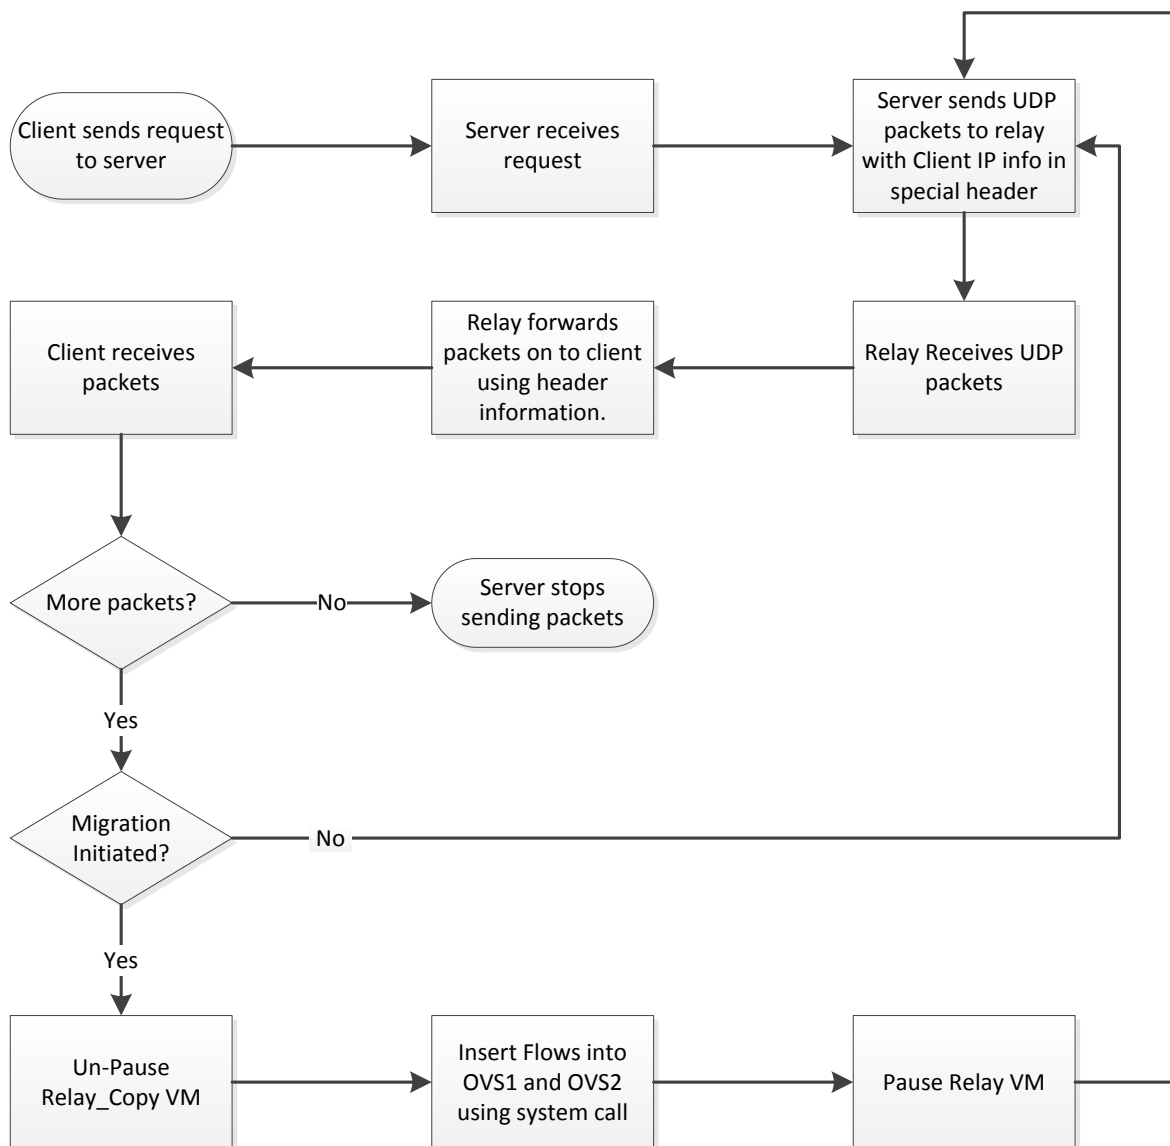 Client sends request
to server
Server receives
request
Server sends UDP
packets to relay
with Client IP info in
special header
Client receives
packets
Relay forwards
packets on to client
using header
information.
Relay Receives UDP
packets
More packets?
No
Server stops
sending packets
Yes
Migration
Initiated?
No
Yes
Un-Pause
Relay_Copy VM
Insert Flows into
OVS1 and OVS2
using system call
Pause Relay VM